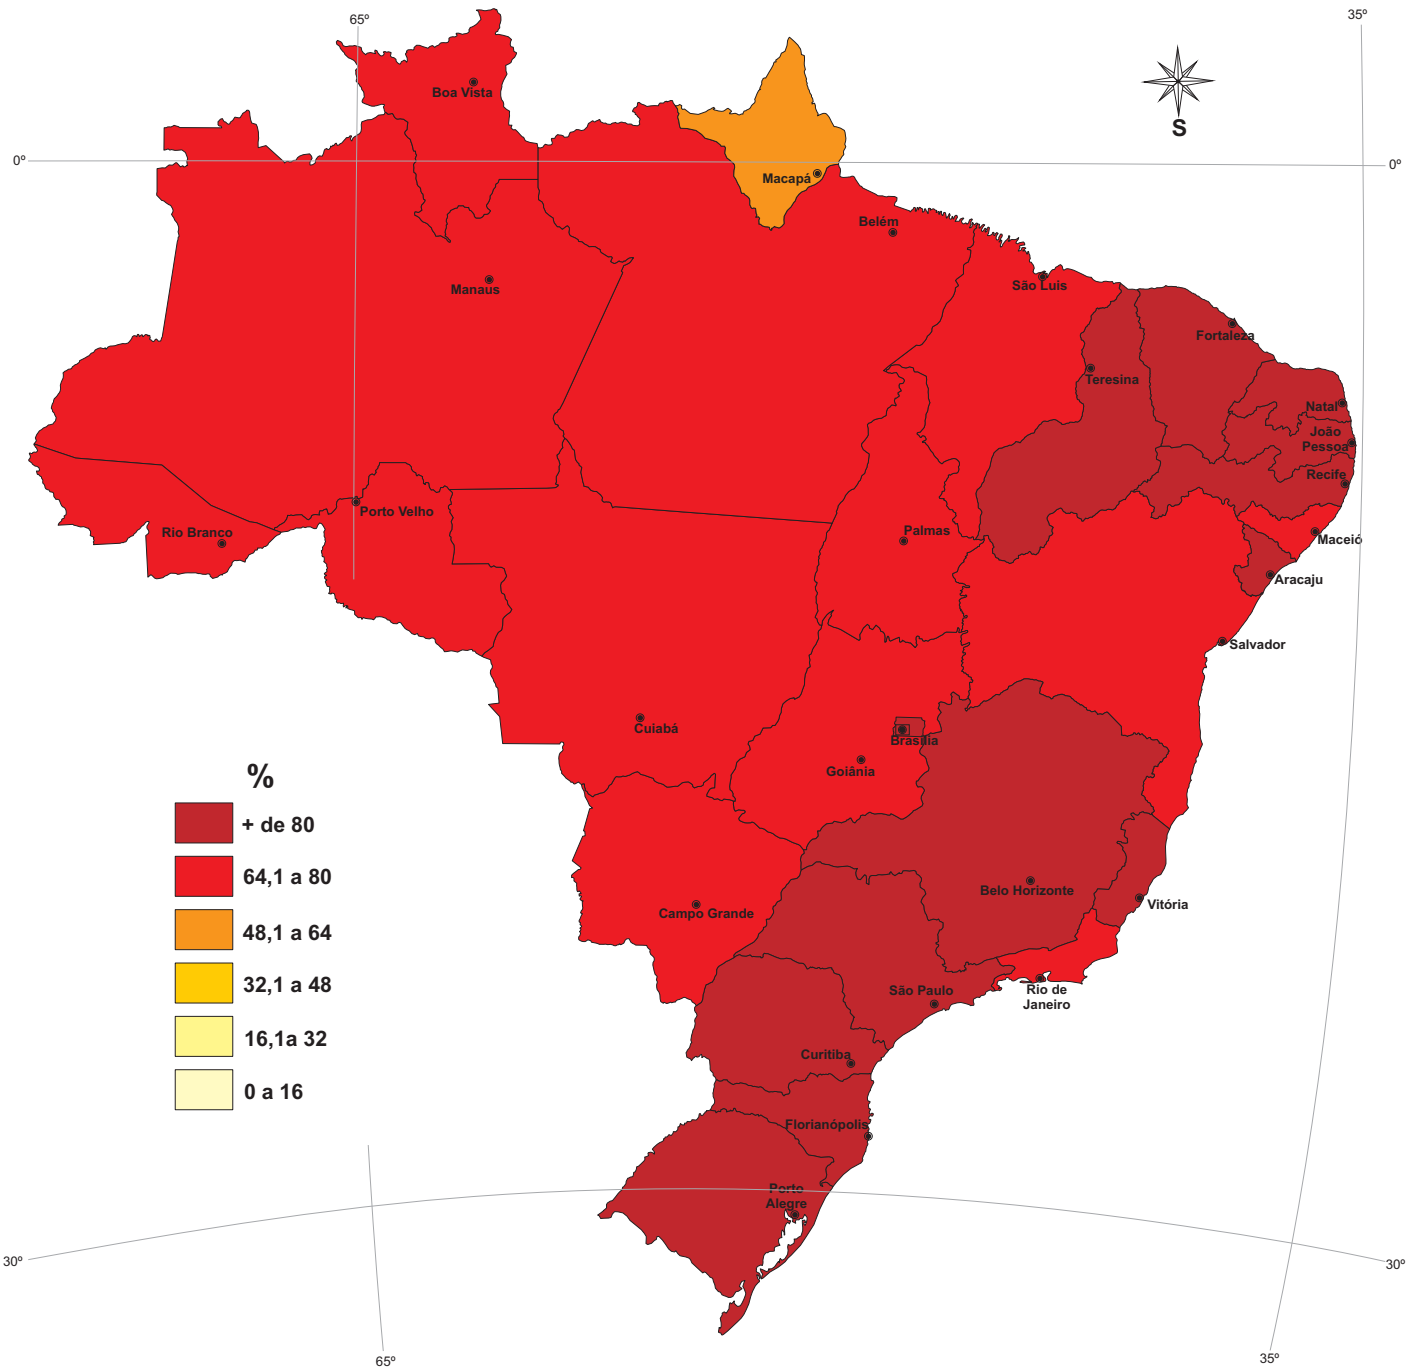 65º
35º
Boa Vista
S
0º
0º
Macapá
Belém
São Luis
Manaus
Fortaleza
Teresina
Natal
João
Pessoa
Recife
Porto Velho
Rio Branco
Palmas
Maceió
Aracaju
Salvador
Cuiabá
Brasília
Goiânia
%
+ de 80
64,1 a 80
48,1 a 64
32,1 a 48
16,1a 32
0 a 16
Belo Horizonte
Vitória
Campo Grande
São Paulo
Rio de
Janeiro
Curitiba
Florianópolis
Porto
Alegre
30º
30º
65º
35º